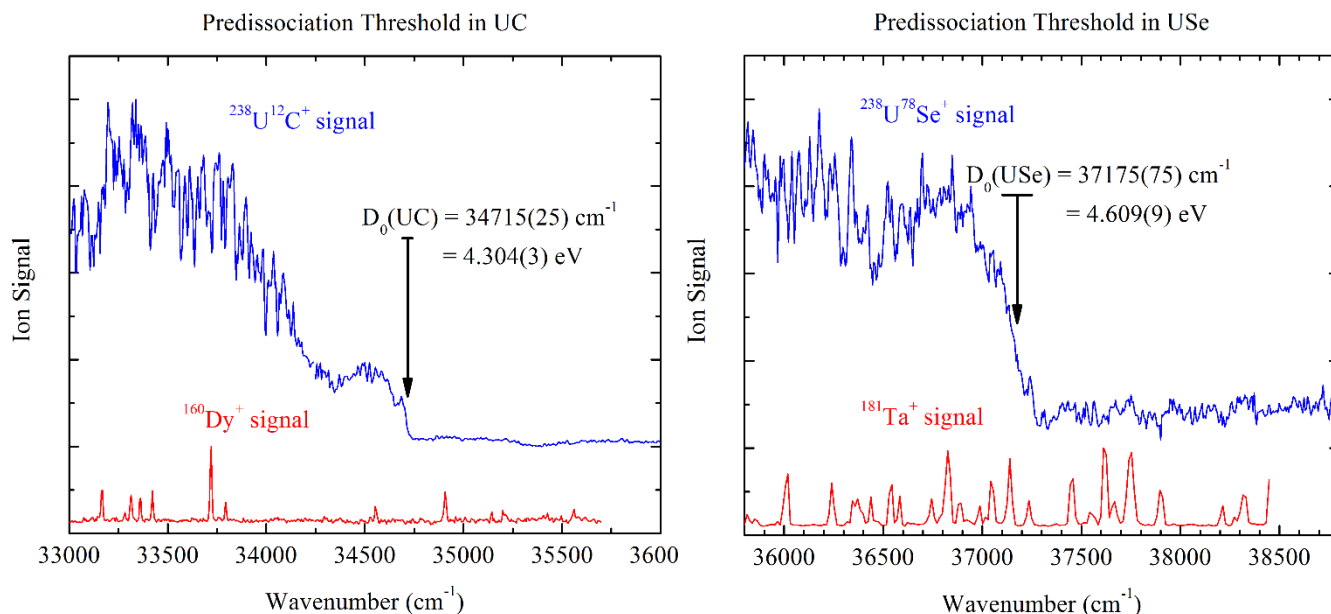 Predissociation Threshold in UC
²³⁸U¹²C⁺ signal
D₀(UC) = 34715(25) cm⁻¹
= 4.304(3) eV
¹⁶⁰Dy⁺ signal
Ion Signal
33000 33500 34000 34500 35000 35500 36000
Wavenumber (cm⁻¹)
Predissociation Threshold in USe
²³⁸U⁷⁸Se⁺ signal
D₀(USe) = 37175(75) cm⁻¹
= 4.609(9) eV
¹⁸¹Ta⁺ signal
Ion Signal
36000 36500 37000 37500 38000 38500
Wavenumber (cm⁻¹)